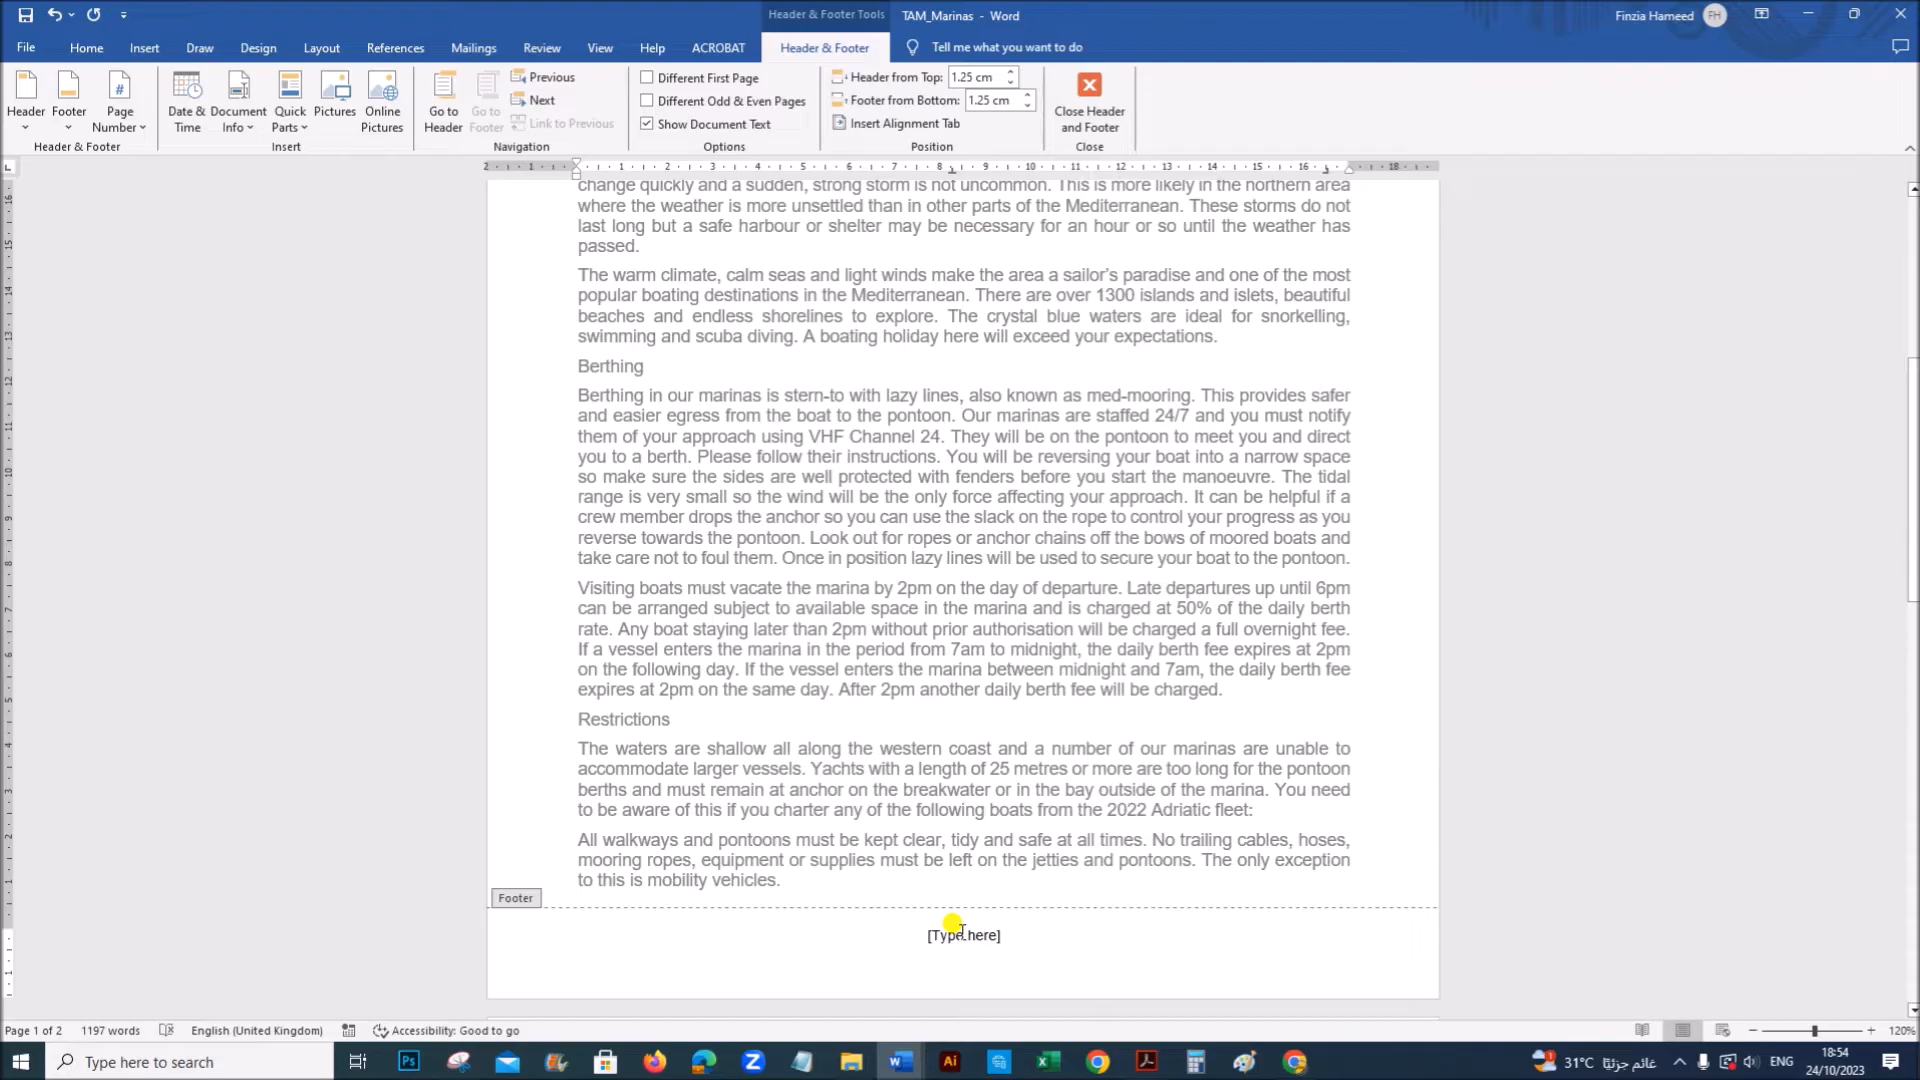 Header & Footer Tools
TAM_Marinas - Word
Finzia Hameed
FH
File
Home
Insert
Draw
Design
Layout
References
Mailings
Review
View
Help
ACROBAT
Header & Footer
Tell me what you want to do
Header
Footer
Page Number
Header & Footer
Date & Time
Document Info
Quick Parts
Pictures
Online Pictures
Insert
Go to Header
Go to Footer
Previous
Next
Link to Previous
Navigation
Different First Page
Different Odd & Even Pages
Show Document Text
Options
Header from Top: 1.25 cm
Footer from Bottom: 1.25 cm
Insert Alignment Tab
Position
Close Header and Footer
Close
2 1 1 2 3 4 5 6 7 8 9 10 11 12 13 14 15 16 18
change quickly and a sudden, strong storm is not uncommon. This is more likely in the northern area
where the weather is more unsettled than in other parts of the Mediterranean. These storms do not
last long but a safe harbour or shelter may be necessary for an hour or so until the weather has
passed.
The warm climate, calm seas and light winds make the area a sailor's paradise and one of the most
popular boating destinations in the Mediterranean. There are over 1300 islands and islets, beautiful
beaches and endless shorelines to explore. The crystal blue waters are ideal for snorkelling,
swimming and scuba diving. A boating holiday here will exceed your expectations.
Berthing
Berthing in our marinas is stern-to with lazy lines, also known as med-mooring. This provides safer
and easier egress from the boat to the pontoon. Our marinas are staffed 24/7 and you must notify
them of your approach using VHF Channel 24. They will be on the pontoon to meet you and direct
you to a berth. Please follow their instructions. You will be reversing your boat into a narrow space
so make sure the sides are well protected with fenders before you start the manoeuvre. The tidal
range is very small so the wind will be the only force affecting your approach. It can be helpful if a
crew member drops the anchor so you can use the slack on the rope to control your progress as you
reverse towards the pontoon. Look out for ropes or anchor chains off the bows of moored boats and
take care not to foul them. Once in position lazy lines will be used to secure your boat to the pontoon.
Visiting boats must vacate the marina by 2pm on the day of departure. Late departures up until 6pm
can be arranged subject to available space in the marina and is charged at 50% of the daily berth
rate. Any boat staying later than 2pm without prior authorisation will be charged a full overnight fee.
If a vessel enters the marina in the period from 7am to midnight, the daily berth fee expires at 2pm
on the following day. If the vessel enters the marina between midnight and 7am, the daily berth fee
expires at 2pm on the same day. After 2pm another daily berth fee will be charged.
Restrictions
The waters are shallow all along the western coast and a number of our marinas are unable to
accommodate larger vessels. Yachts with a length of 25 metres or more are too long for the pontoon
berths and must remain at anchor on the breakwater or in the bay outside of the marina. You need
to be aware of this if you charter any of the following boats from the 2022 Adriatic fleet:
All walkways and pontoons must be kept clear, tidy and safe at all times. No trailing cables, hoses,
mooring ropes, equipment or supplies must be left on the jetties and pontoons. The only exception
to this is mobility vehicles.
Footer
[Type here]
Page 1 of 2
1197 words
English (United Kingdom)
Accessibility: Good to go
120%
Type here to search
31°C غائم جزئيًا
ENG
18:54
24/10/2023